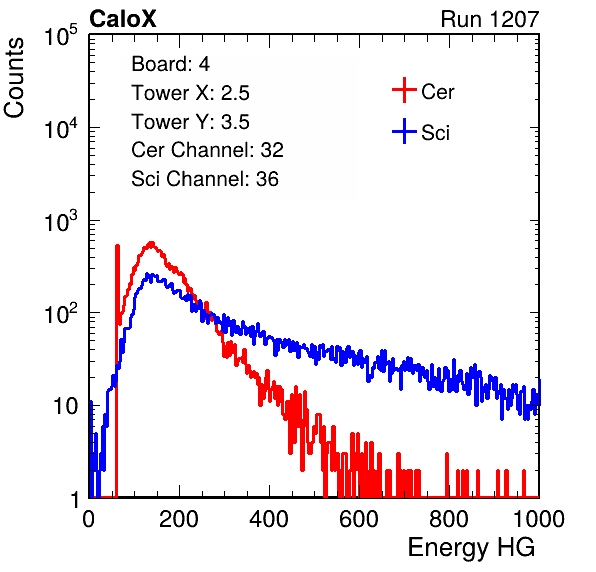 CaloX Run 1207
Counts
Board: 4
Tower X: 2.5
Tower Y: 3.5
Cer Channel: 32
Sci Channel: 36
Cer
Sci
10^5
10^4
10^3
10^2
10
1
0 200 400 600 800 1000
Energy HG